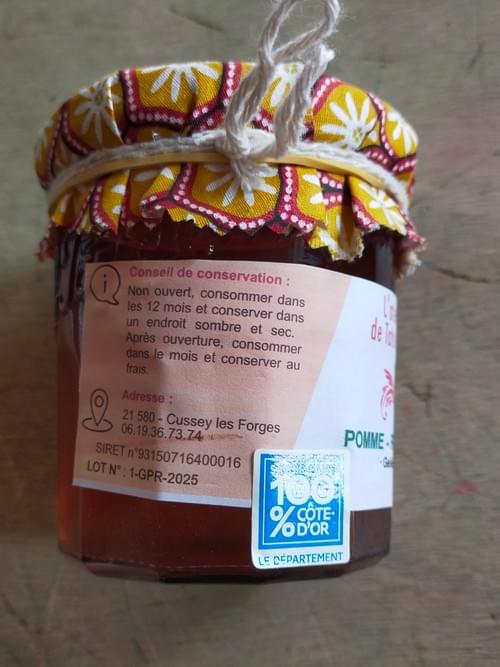 i
Conseil de conservation :
Non ouvert, consommer dans
les 12 mois et conserver dans
un endroit sombre et sec.
Après ouverture, consommer
dans le mois et conserver au
frais.
Adresse :
21 580 - Cussey les Forges
06.19.36.73.74
SIRET n°93150716400016
LOT N° : 1-GPR-2025
de
POMME -
100
% CÔTE-
D'OR
LE DÉPARTEMENT